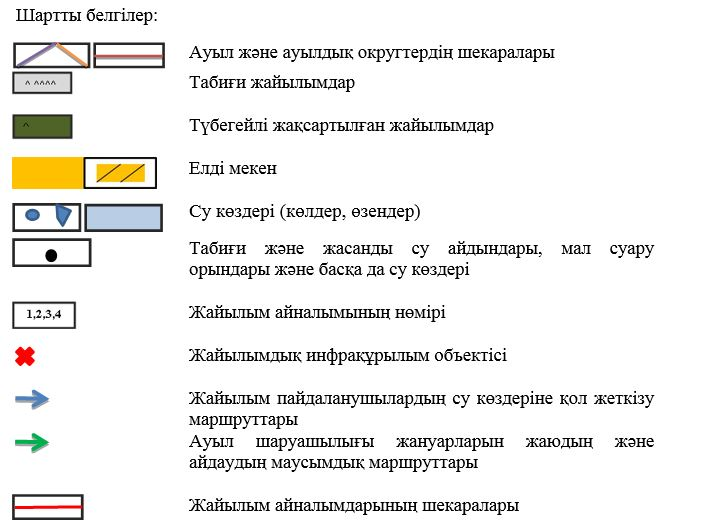 Шартты белгілер:
Ауыл және ауылдық округтердің шекаралары
^ ^^^^ Табиғи жайылымдар
^ Түбегейлі жақсартылған жайылымдар
Елді мекен
Су көздері (көлдер, өзендер)
Табиғи және жасанды су айдындары, мал суару
орындары және басқа да су көздері
1,2,3,4 Жайылым айналымының нөмірі
Жайылымдық инфрақұрылым объектісі
Жайылым пайдаланушылардың су көздеріне қол жеткізу
маршруттары
Ауыл шаруашылығы жануарларын жаюдың және
айдаудың маусымдық маршруттары
Жайылым айналымдарының шекаралары